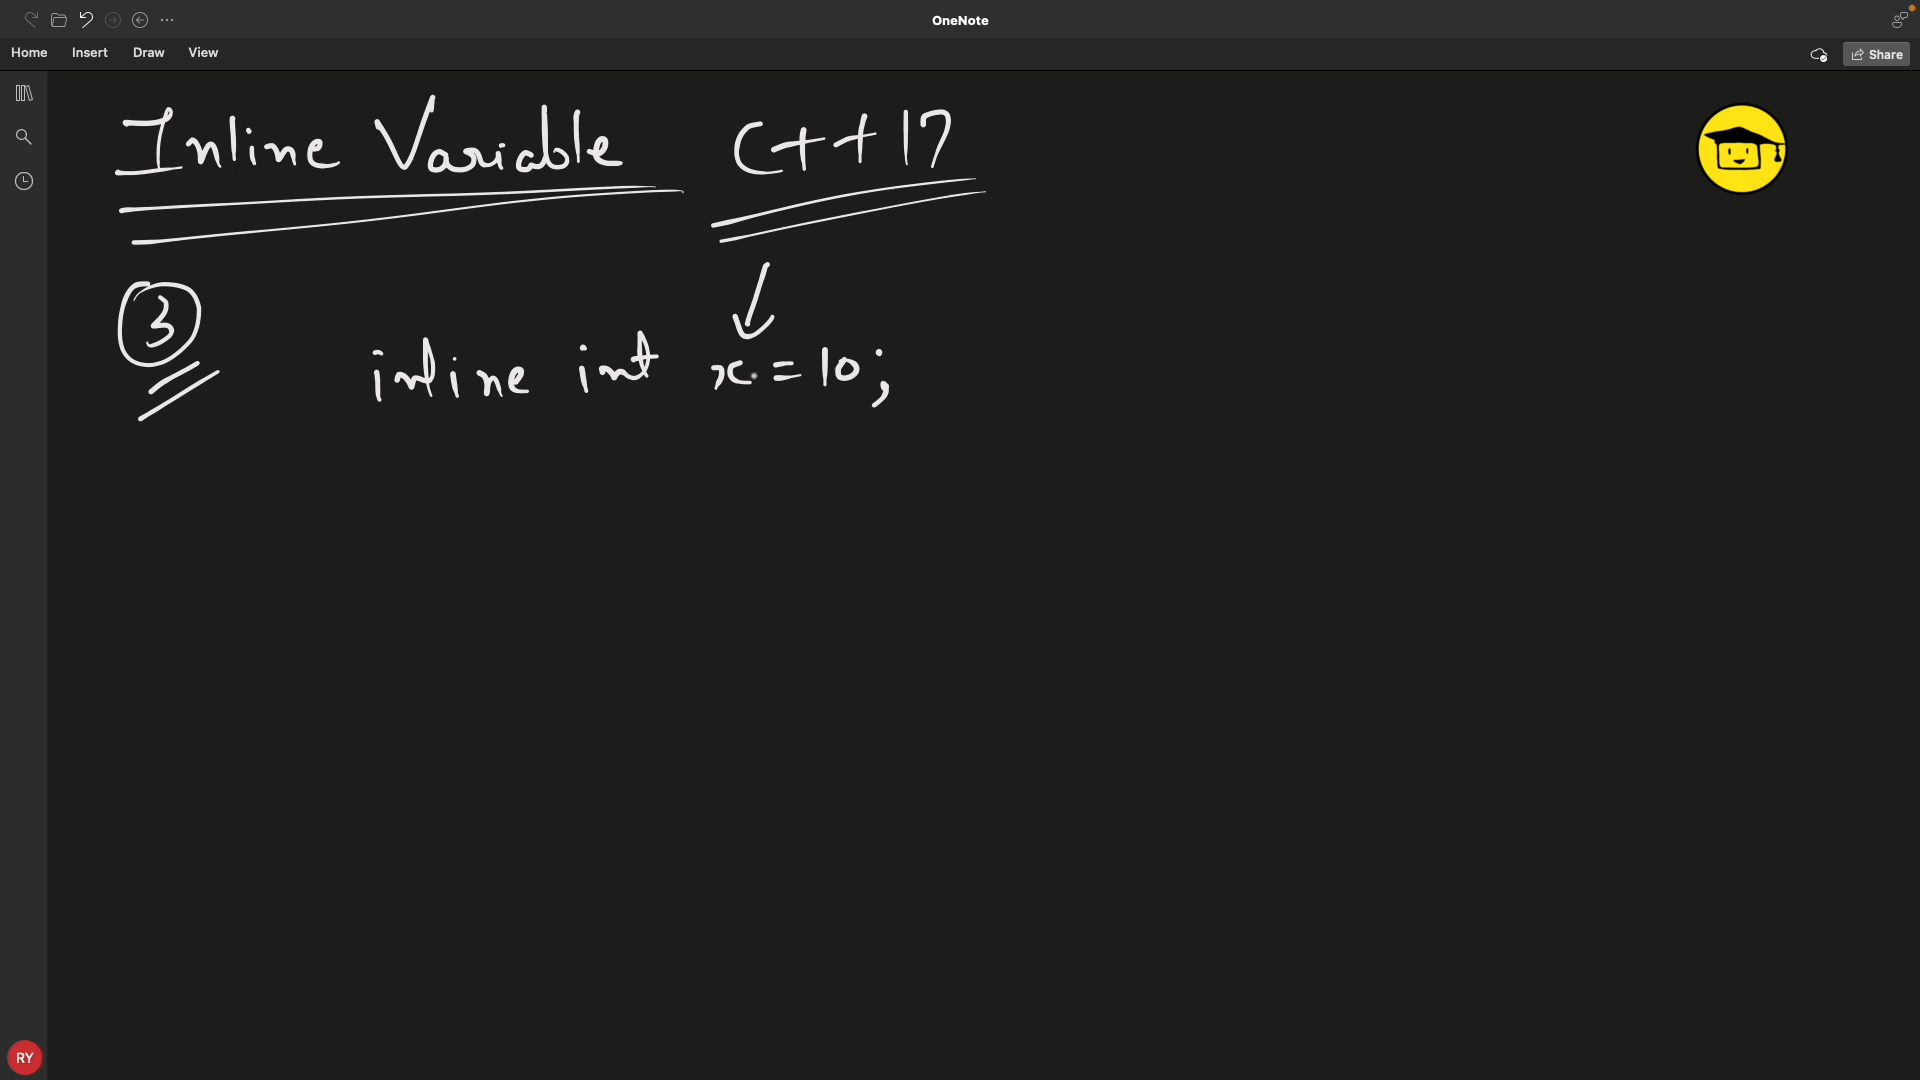 OneNote
Home Insert Draw View
Share
Inline Variable C++17
3
inline int x = 10;
RY